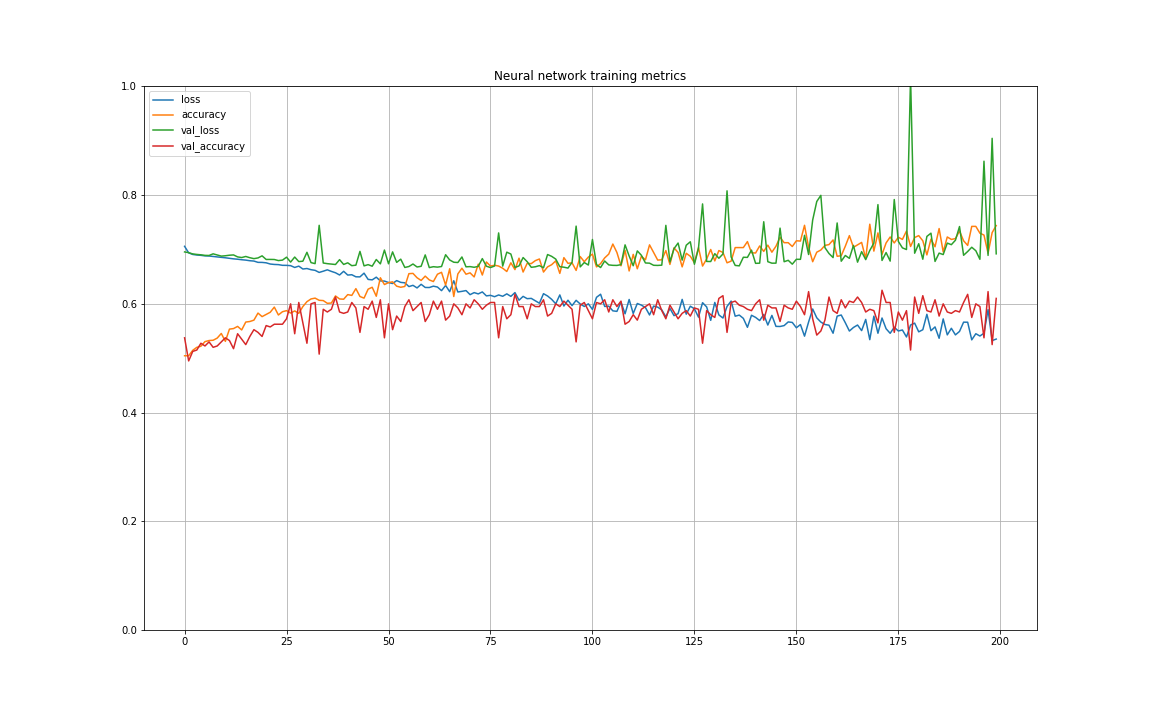 Neural network training metrics
loss
accuracy
val_loss
val_accuracy
1.0
0.8
0.6
0.4
0.2
0.0
0 25 50 75 100 125 150 175 200